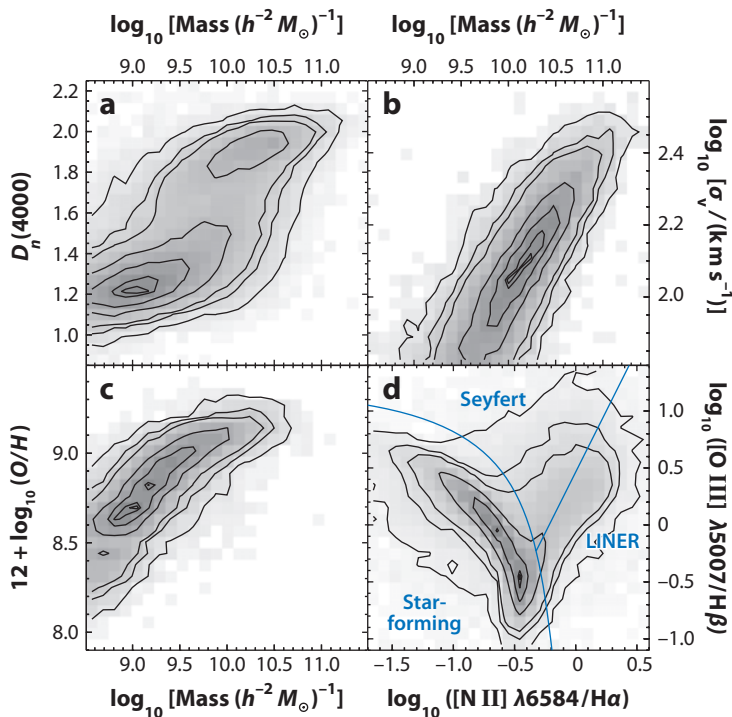 log₁₀ [Mass (h⁻² M☉)⁻¹]
log₁₀ [Mass (h⁻² M☉)⁻¹]
9.0 9.5 10.0 10.5 11.0
9.0 9.5 10.0 10.5 11.0
a
2.2
2.0
1.8
1.6
1.4
1.2
1.0
Dₙ(4000)
b
2.4
2.2
2.0
log₁₀ [σᵥ/(km s⁻¹)]
c
9.0
8.5
8.0
12 + log₁₀ (O/H)
9.0 9.5 10.0 10.5 11.0
log₁₀ [Mass (h⁻² M☉)⁻¹]
d
Seyfert
LINER
Star-
forming
1.0
0.5
0
−0.5
−1.0
log₁₀ ([O III] λ5007/Hβ)
−1.5 −1.0 −0.5 0 0.5
log₁₀ ([N II] λ6584/Hα)